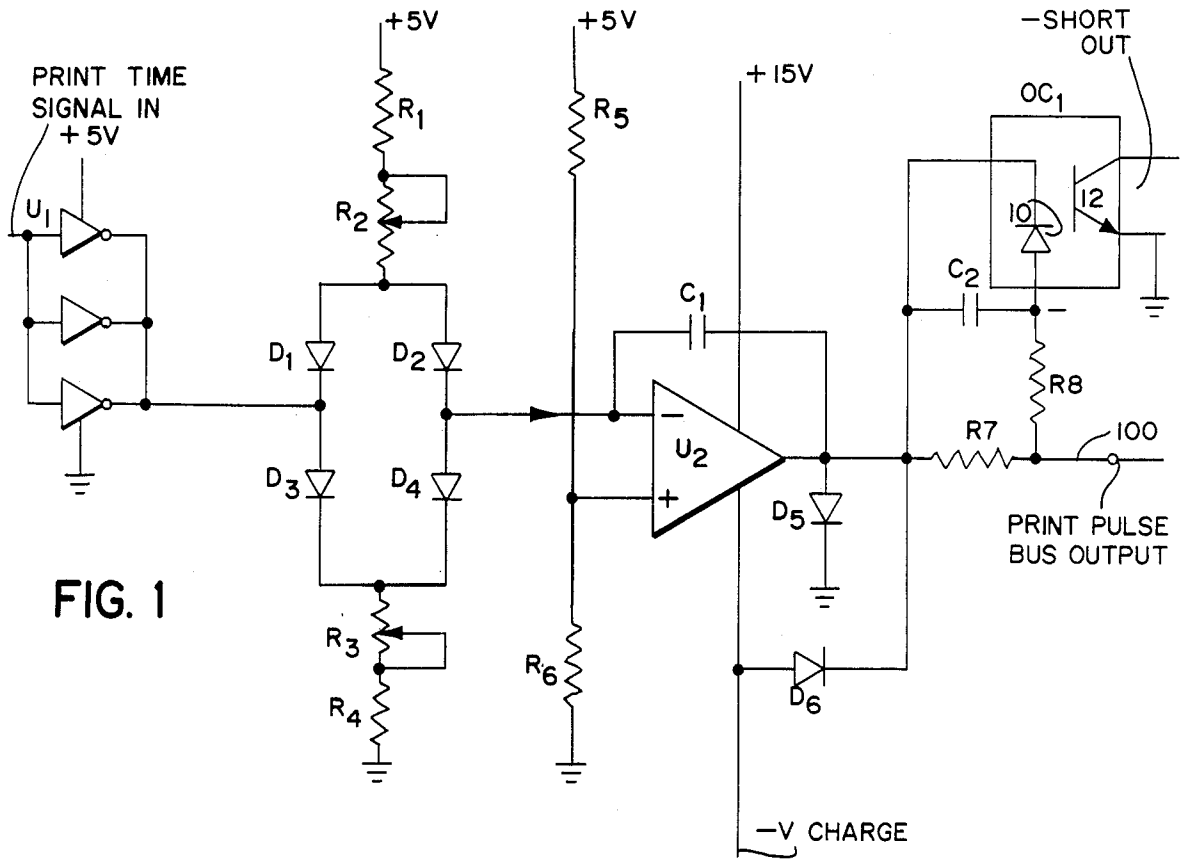 +5V
+5V
−SHORT
OUT
PRINT TIME
SIGNAL IN
+5V
+15V
OC1
R1
R5
U1
R2
10
12
C1
C2
−
D1
D2
R8
−
U2
R7
100
D3
D4
+
D5
PRINT PULSE
BUS OUTPUT
FIG. 1
R3
R6
D6
R4
−V CHARGE